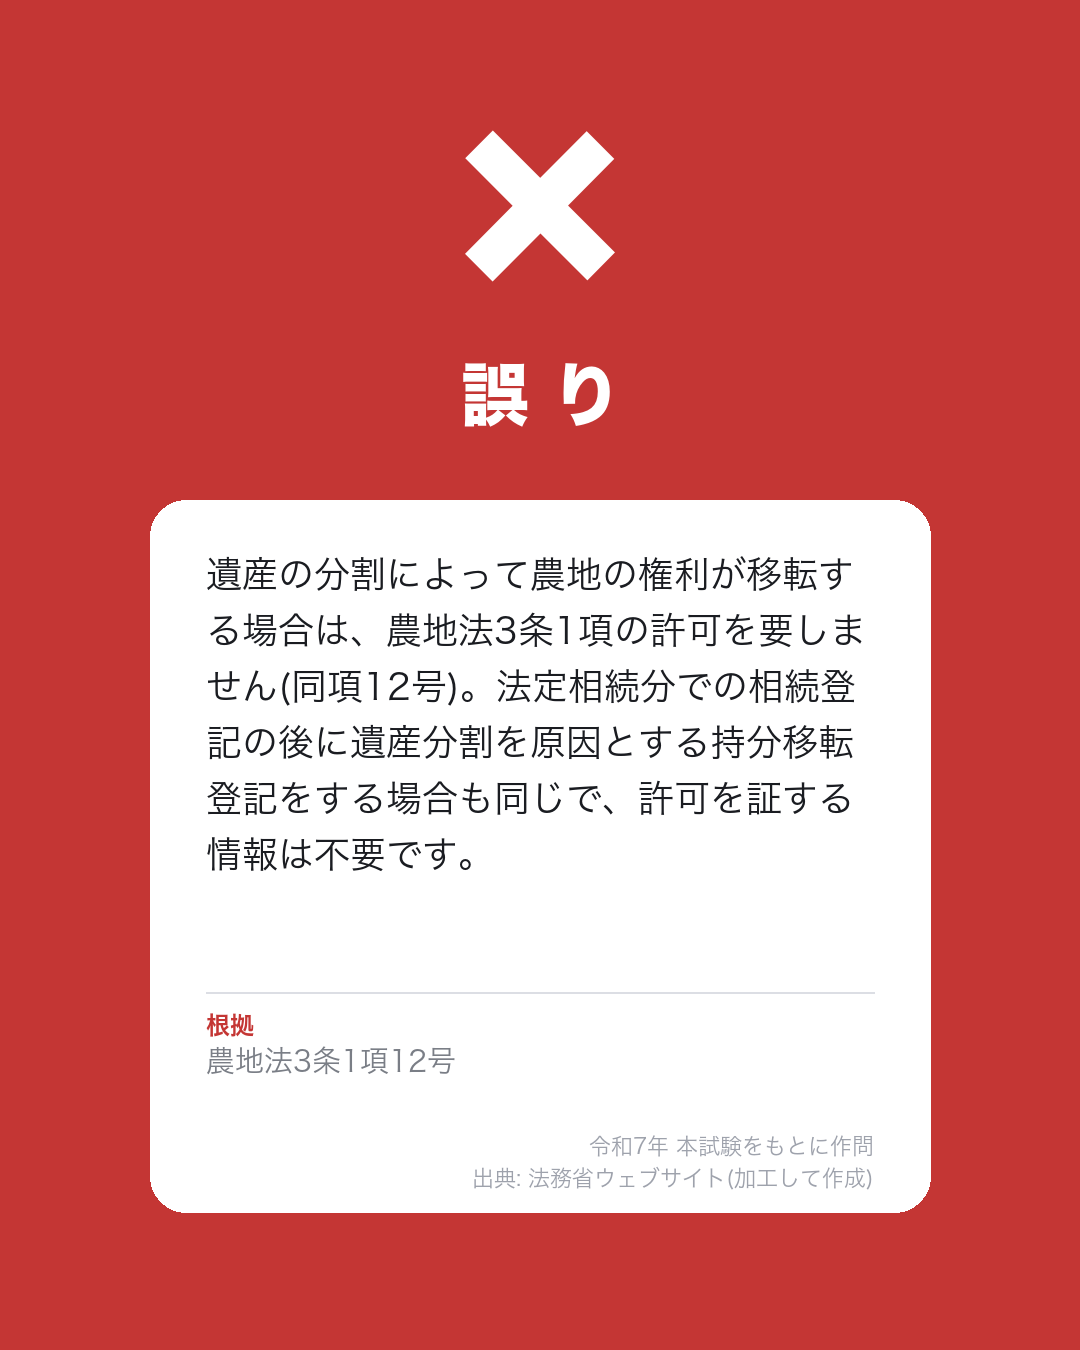 誤り
遺産の分割によって農地の権利が移転す
る場合は、農地法3条1項の許可を要しま
せん(同項12号)。法定相続分での相続登
記の後に遺産分割を原因とする持分移転
登記をする場合も同じで、許可を証する
情報は不要です。
根拠
農地法3条1項12号
令和7年 本試験をもとに作問
出典: 法務省ウェブサイト(加工して作成)